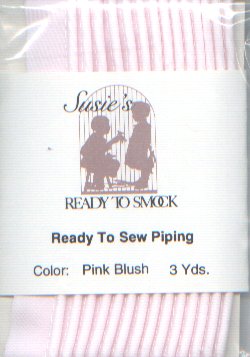 Susie's
READY TO SMOCK
Ready To Sew Piping
Color: Pink Blush 3 Yds.